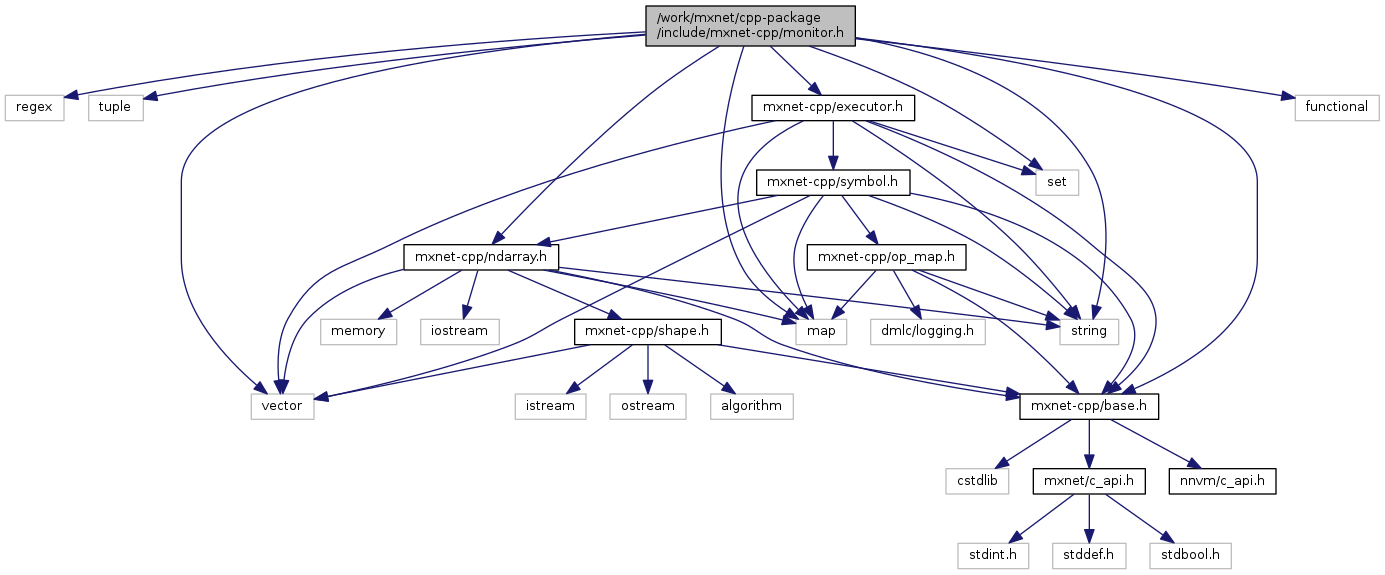 /work/mxnet/cpp-package
/include/mxnet-cpp/monitor.h
regex
tuple
mxnet-cpp/executor.h
functional
mxnet-cpp/symbol.h
set
mxnet-cpp/ndarray.h
mxnet-cpp/op_map.h
memory
iostream
mxnet-cpp/shape.h
map
dmlc/logging.h
string
vector
istream
ostream
algorithm
mxnet-cpp/base.h
cstdlib
mxnet/c_api.h
nnvm/c_api.h
stdint.h
stddef.h
stdbool.h